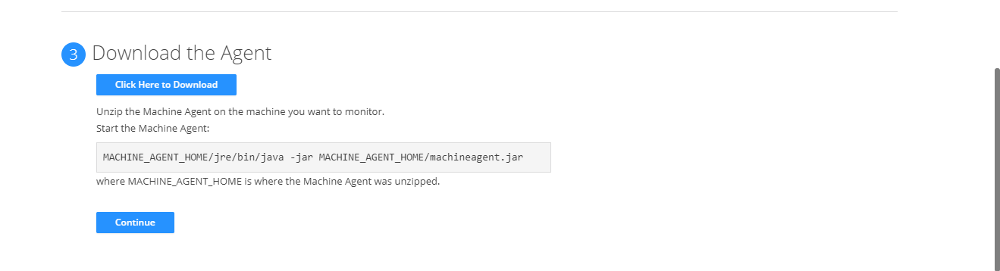 3 Download the Agent
Click Here to Download
Unzip the Machine Agent on the machine you want to monitor.
Start the Machine Agent:
MACHINE_AGENT_HOME/jre/bin/java -jar MACHINE_AGENT_HOME/machineagent.jar
where MACHINE_AGENT_HOME is where the Machine Agent was unzipped.
Continue